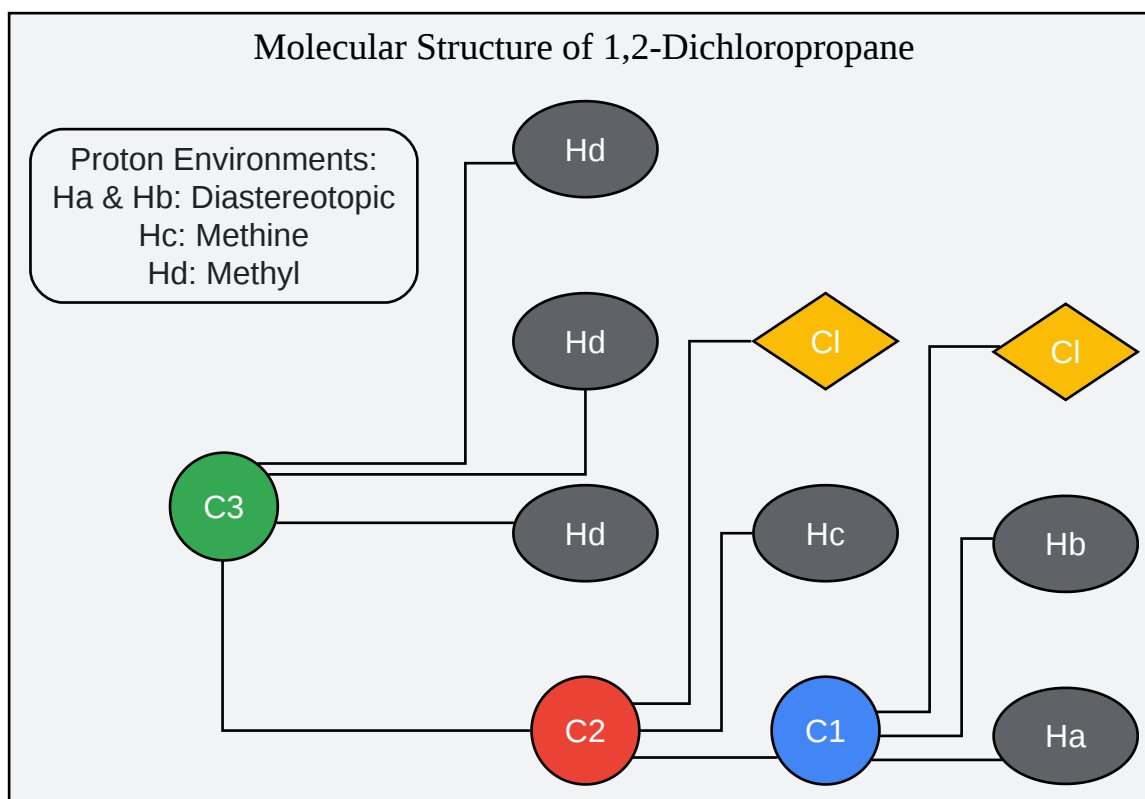 Molecular Structure of 1,2-Dichloropropane
Proton Environments:
Ha & Hb: Diastereotopic
Hc: Methine
Hd: Methyl
Hd
Hd
Cl
Cl
C3
Hd
Hc
Hb
C2
C1
Ha